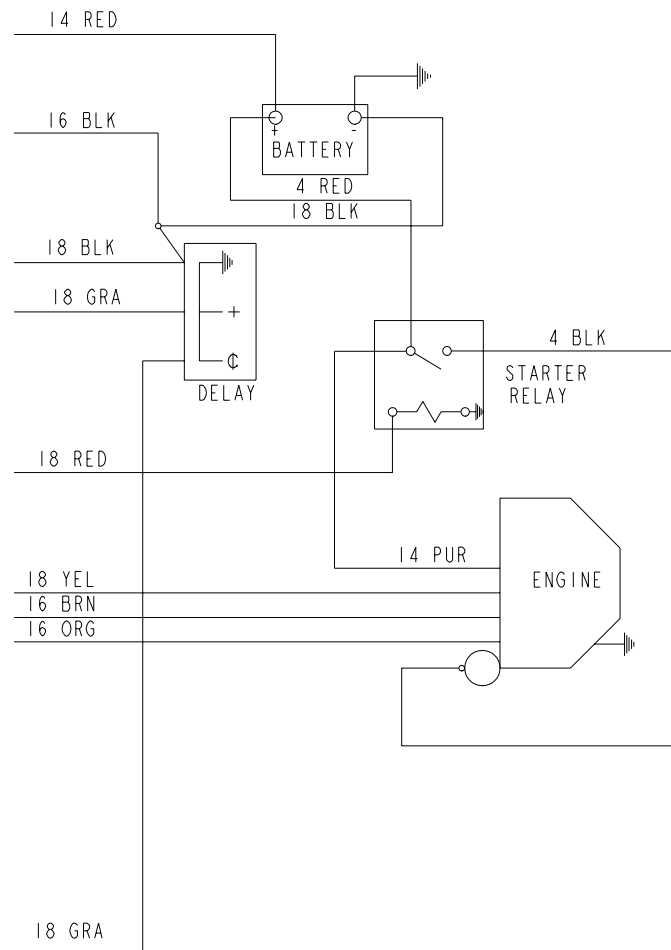 14 RED
16 BLK
+ -
BATTERY
4 RED
18 BLK
18 BLK
18 GRA
+
₵
DELAY
4 BLK
STARTER
RELAY
18 RED
14 PUR
ENGINE
18 YEL
16 BRN
16 ORG
18 GRA